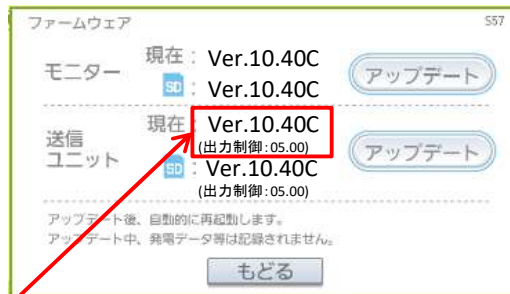 ファームウェア S57
モニター 現在 : Ver.10.40C アップデート
SD : Ver.10.40C
送信ユニット 現在 : Ver.10.40C アップデート
(出力制御:05.00)
SD : Ver.10.40C
(出力制御:05.00)
アップデート後、自動的に再起動します。
アップデート中、発電データ等は記録されません。
もどる